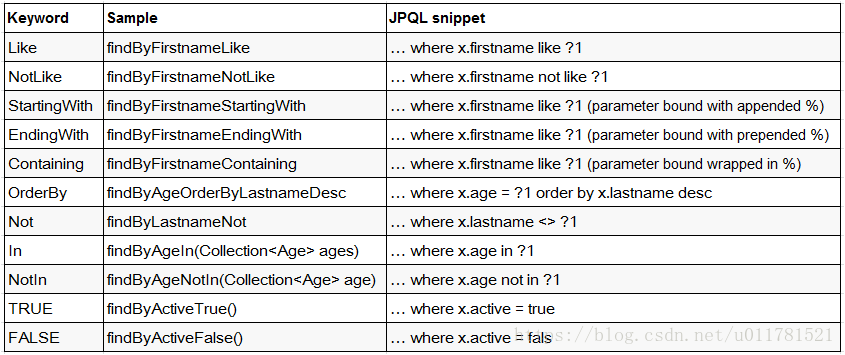 Keyword Sample JPQL snippet
Like findByFirstnameLike … where x.firstname like ?1
NotLike findByFirstnameNotLike … where x.firstname not like ?1
StartingWith findByFirstnameStartingWith … where x.firstname like ?1 (parameter bound with appended %)
EndingWith findByFirstnameEndingWith … where x.firstname like ?1 (parameter bound with prepended %)
Containing findByFirstnameContaining … where x.firstname like ?1 (parameter bound wrapped in %)
OrderBy findByAgeOrderByLastnameDesc … where x.age = ?1 order by x.lastname desc
Not findByLastnameNot … where x.lastname <> ?1
In findByAgeIn(Collection<Age> ages) … where x.age in ?1
NotIn findByAgeNotIn(Collection<Age> age) … where x.age not in ?1
TRUE findByActiveTrue() … where x.active = true
FALSE findByActiveFalse() … where x.active = fals
https://blog.csdn.net/u011781521